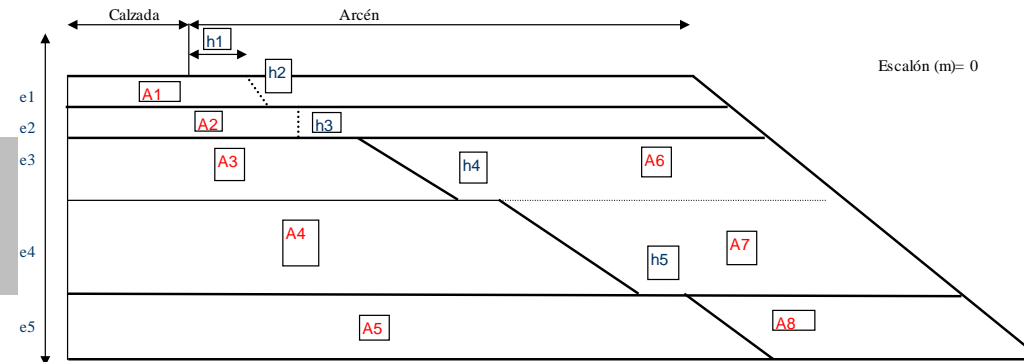 Calzada Arcén
h1
Escalón (m)= 0
h2
e1 A1
e2 A2 h3
e3 A3 h4 A6
e4 A4 h5 A7
e5 A5 A8